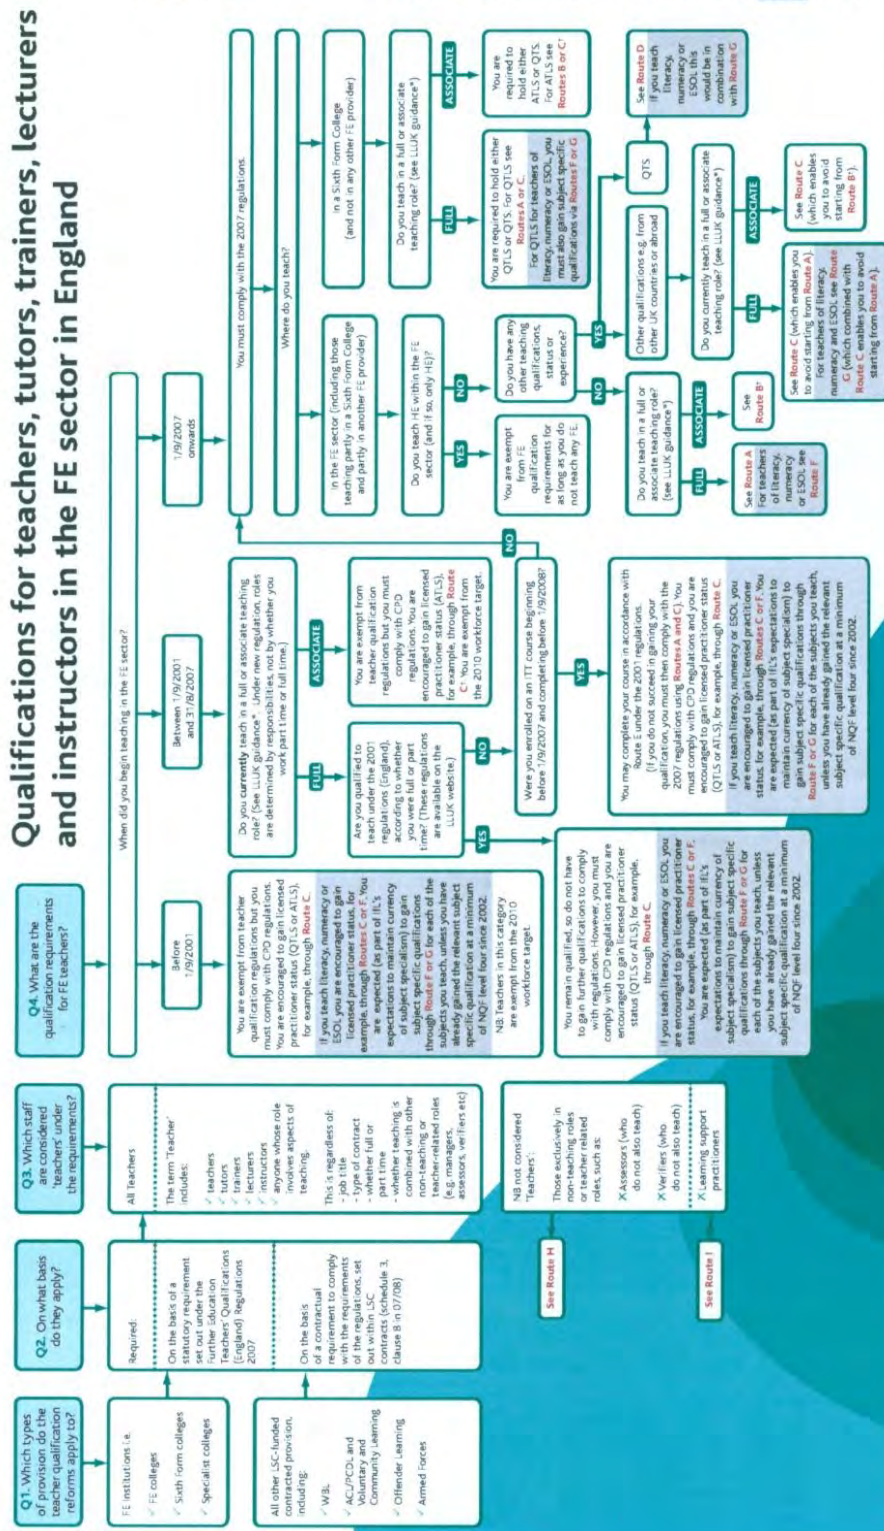 Qualifications for teachers, tutors, trainers, lecturers
and instructors in the FE sector in England
Q1. Which types
of provision do the
teacher qualification
reforms apply to?
FE Institutions i.e.
✓ FE colleges
✓ Sixth Form colleges
✓ Specialist colleges
All other LSC-funded
contracted provision,
including:
✓ WBL
✓ ACL/PCDL and
Voluntary and
Community Learning
✓ Offender Learning
✓ Armed Forces
Q2. On what basis
do they apply?
Required:
On the basis of a
statutory requirement
set out under the
Further Education
Teachers' Qualifications
(England) Regulations
2007
On the basis
of a contractual
requirement to comply
with the requirements
of the regulations, set
out within LSC
contracts (schedule 3,
clause 8 in 07/08)
Q3. Which staff
are considered
'teachers' under
the requirements?
All Teachers
The term 'Teacher'
includes:
✓ teachers
✓ tutors
✓ trainers
✓ lecturers
✓ instructors
✓ anyone whose role
involves aspects of
teaching.
This is regardless of:
- job title
- type of contract
- whether full or
part time
- whether teaching is
combined with other
non-teaching or
teacher-related roles
(e.g. managers,
assessors, verifiers etc)
NB not considered
'Teachers':
Those exclusively in
non-teaching roles
or teacher related
roles, such as:
X Assessors (who
do not also teach)
X Verifiers (who
do not also teach)
X Learning support
practitioners
See Route H
See Route I
Q4. What are the
qualification requirements
for FE teachers?
When did you begin teaching in the FE sector?
Before
1/9/2001
You are exempt from teacher
qualification regulations but you
must comply with CPD regulations.
You are encouraged to gain licensed
practitioner status (QTLS or ATLS),
for example, through Route C.
If you teach literacy, numeracy or
ESOL you are encouraged to gain
licensed practitioner status, for
example, through Routes C or F. You
are expected (as part of IfL's
expectations to maintain currency
of subject specialism) to gain
subject specific qualifications
through Route F or G for each of the
subjects you teach, unless you have
already gained the relevant subject
specific qualification at a minimum
of NQF level four since 2002.
NB: Teachers in this category
are exempt from the 2010
workforce target.
Between 1/9/2001
and 31/8/2007
Do you currently teach in a full or associate teaching
role? (See LLUK guidance*. Under new regulation, roles
are determined by responsibilities, not by whether you
work part time or full time.)
FULL
Are you qualified to
teach under the 2001
regulations (England),
according to whether
you were full or part
time? (These regulations
are available on the
LLUK website.)
ASSOCIATE
You are exempt from
teacher qualification
regulations but you must
comply with CPD
regulations. You are
encouraged to gain licensed
practitioner status (ATLS),
for example, through Route
C†. You are exempt from
the 2010 workforce target.
YES
You remain qualified, so do not have
to gain further qualifications to comply
with regulations. However, you must
comply with CPD regulations and you are
encouraged to gain licensed practitioner
status (QTLS or ATLS), for example,
through Route C.
If you teach literacy, numeracy or ESOL you
are encouraged to gain licensed practitioner
status, for example, through Routes C or F.
You are expected (as part of IfL's
expectations to maintain currency of
subject specialism) to gain subject specific
qualifications through Route F or G for
each of the subjects you teach, unless
you have already gained the relevant
subject specific qualification at a minimum
of NQF level four since 2002.
NO
Were you enrolled on an ITT course beginning
before 1/9/2007 and completing before 1/9/2008?
NO
YES
You may complete your course in accordance with
Route E under the 2001 regulations.
(If you do not succeed in gaining your
qualification, you must then comply with the
2007 regulations using Routes A and C). You
must comply with CPD regulations and you are
encouraged to gain licensed practitioner status
(QTLS or ATLS), for example, through Route C.
If you teach literacy, numeracy or ESOL you
are encouraged to gain licensed practitioner
status, for example, through Routes C or F. You
are expected (as part of IfL's expectations to
maintain currency of subject specialism) to
gain subject specific qualifications through
Route F or G for each of the subjects you teach,
unless you have already gained the relevant
subject specific qualification at a minimum
of NQF level four since 2002.
1/9/2007
onwards
You must comply with the 2007 regulations.
Where do you teach?
In the FE sector (including those
teaching partly in a Sixth Form College
and partly in another FE provider)
Do you teach HE within the FE
sector (and if so, only HE)?
YES
You are exempt
from FE
qualification
requirements for
as long as you do
not teach any FE.
NO
Do you have any
other teaching
qualifications,
status or
experience?
NO
Do you teach in a full or
associate teaching role?
(see LLUK guidance*)
FULL
See Route A
For teachers
of literacy,
numeracy
or ESOL see
Route F
ASSOCIATE
See
Route B†
YES
Other qualifications e.g. from
other UK countries or abroad
Do you currently teach in a full or associate
teaching role? (see LLUK guidance*)
FULL
See Route C (which enables you
to avoid starting from Route A).
For teachers of literacy,
numeracy and ESOL see Route
G (which combined with
Route C enables you to avoid
starting from Route A).
ASSOCIATE
See Route C
(which enables
you to avoid
starting from
Route B†).
QTS
See Route D
if you teach
literacy,
numeracy or
ESOL this
would be in
combination
with Route G
In a Sixth Form College
(and not in any other FE provider)
Do you teach in a full or associate
teaching role? (see LLUK guidance*)
FULL
You are required to hold either
QTLS or QTS. For QTLS see
Routes A or C.
For QTLS for teachers of
literacy, numeracy or ESOL, you
must also gain subject specific
qualifications via Routes F or G
ASSOCIATE
You are
required to
hold either
ATLS or QTS.
For ATLS see
Routes B or C†